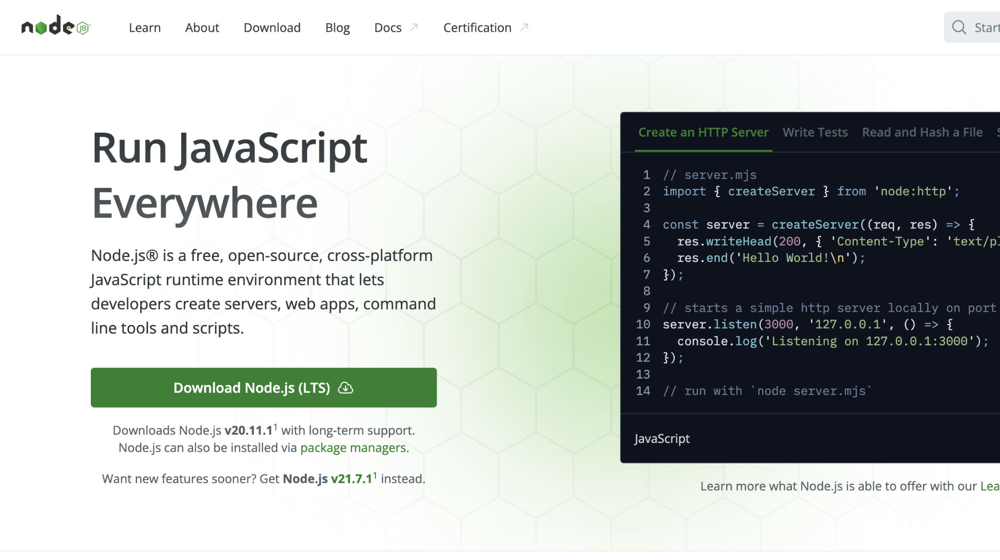 node JS
Learn About Download Blog Docs Certification
Start
Run JavaScript
Everywhere
Node.js® is a free, open-source, cross-platform
JavaScript runtime environment that lets
developers create servers, web apps, command
line tools and scripts.
Download Node.js (LTS)
Downloads Node.js v20.11.1¹ with long-term support.
Node.js can also be installed via package managers.
Want new features sooner? Get Node.js v21.7.1¹ instead.
Create an HTTP Server Write Tests Read and Hash a File
1 // server.mjs
2 import { createServer } from 'node:http';
3
4 const server = createServer((req, res) => {
5   res.writeHead(200, { 'Content-Type': 'text/pl
6   res.end('Hello World!\n');
7 });
8
9 // starts a simple http server locally on port
10 server.listen(3000, '127.0.0.1', () => {
11   console.log('Listening on 127.0.0.1:3000');
12 });
13
14 // run with `node server.mjs`
JavaScript
Learn more what Node.js is able to offer with our Lea